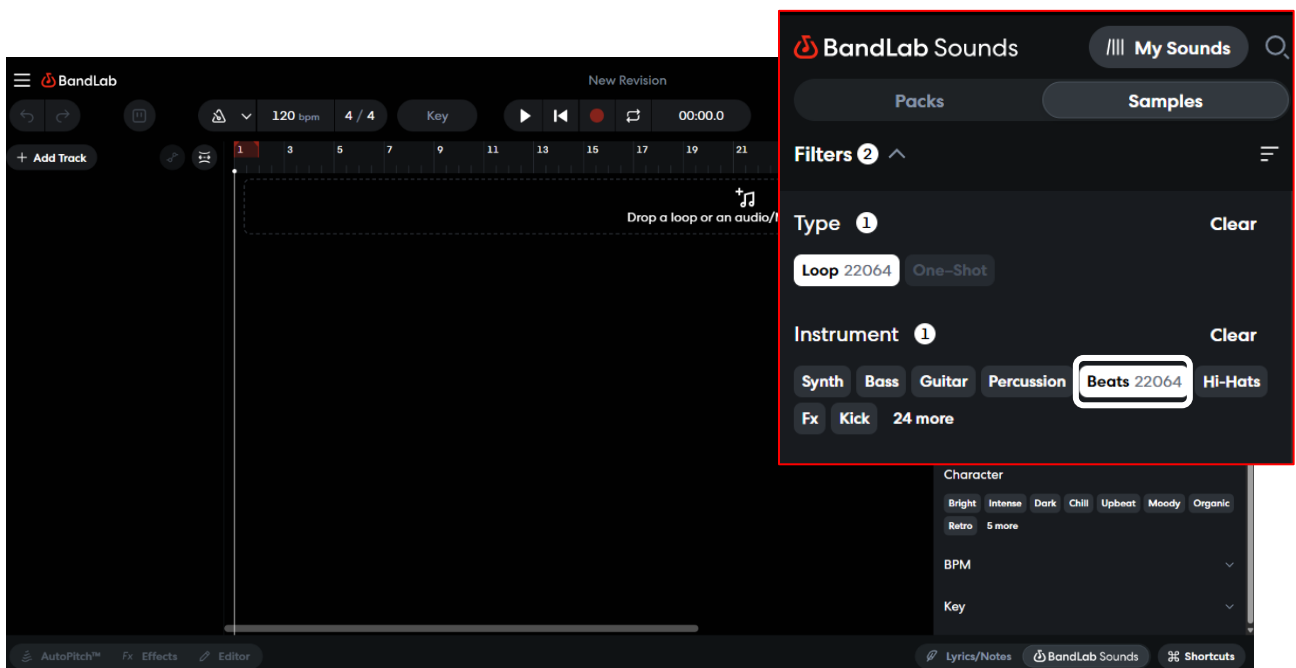 BandLab
New Revision
120 bpm
4 / 4
Key
00:00.0
+ Add Track
1 3 5 7 9 11 13 15 17 19 21
Drop a loop or an audio/
BandLab Sounds
My Sounds
Packs
Samples
Filters 2
Type 1
Clear
Loop 22064 One-Shot
Instrument 1
Clear
Synth Bass Guitar Percussion Beats 22064 Hi-Hats
Fx Kick 24 more
Character
Bright Intense Dark Chill Upbeat Moody Organic
Retro 5 more
BPM
Key
AutoPitch™ Fx Effects Editor
Lyrics/Notes BandLab Sounds ⌘ Shortcuts